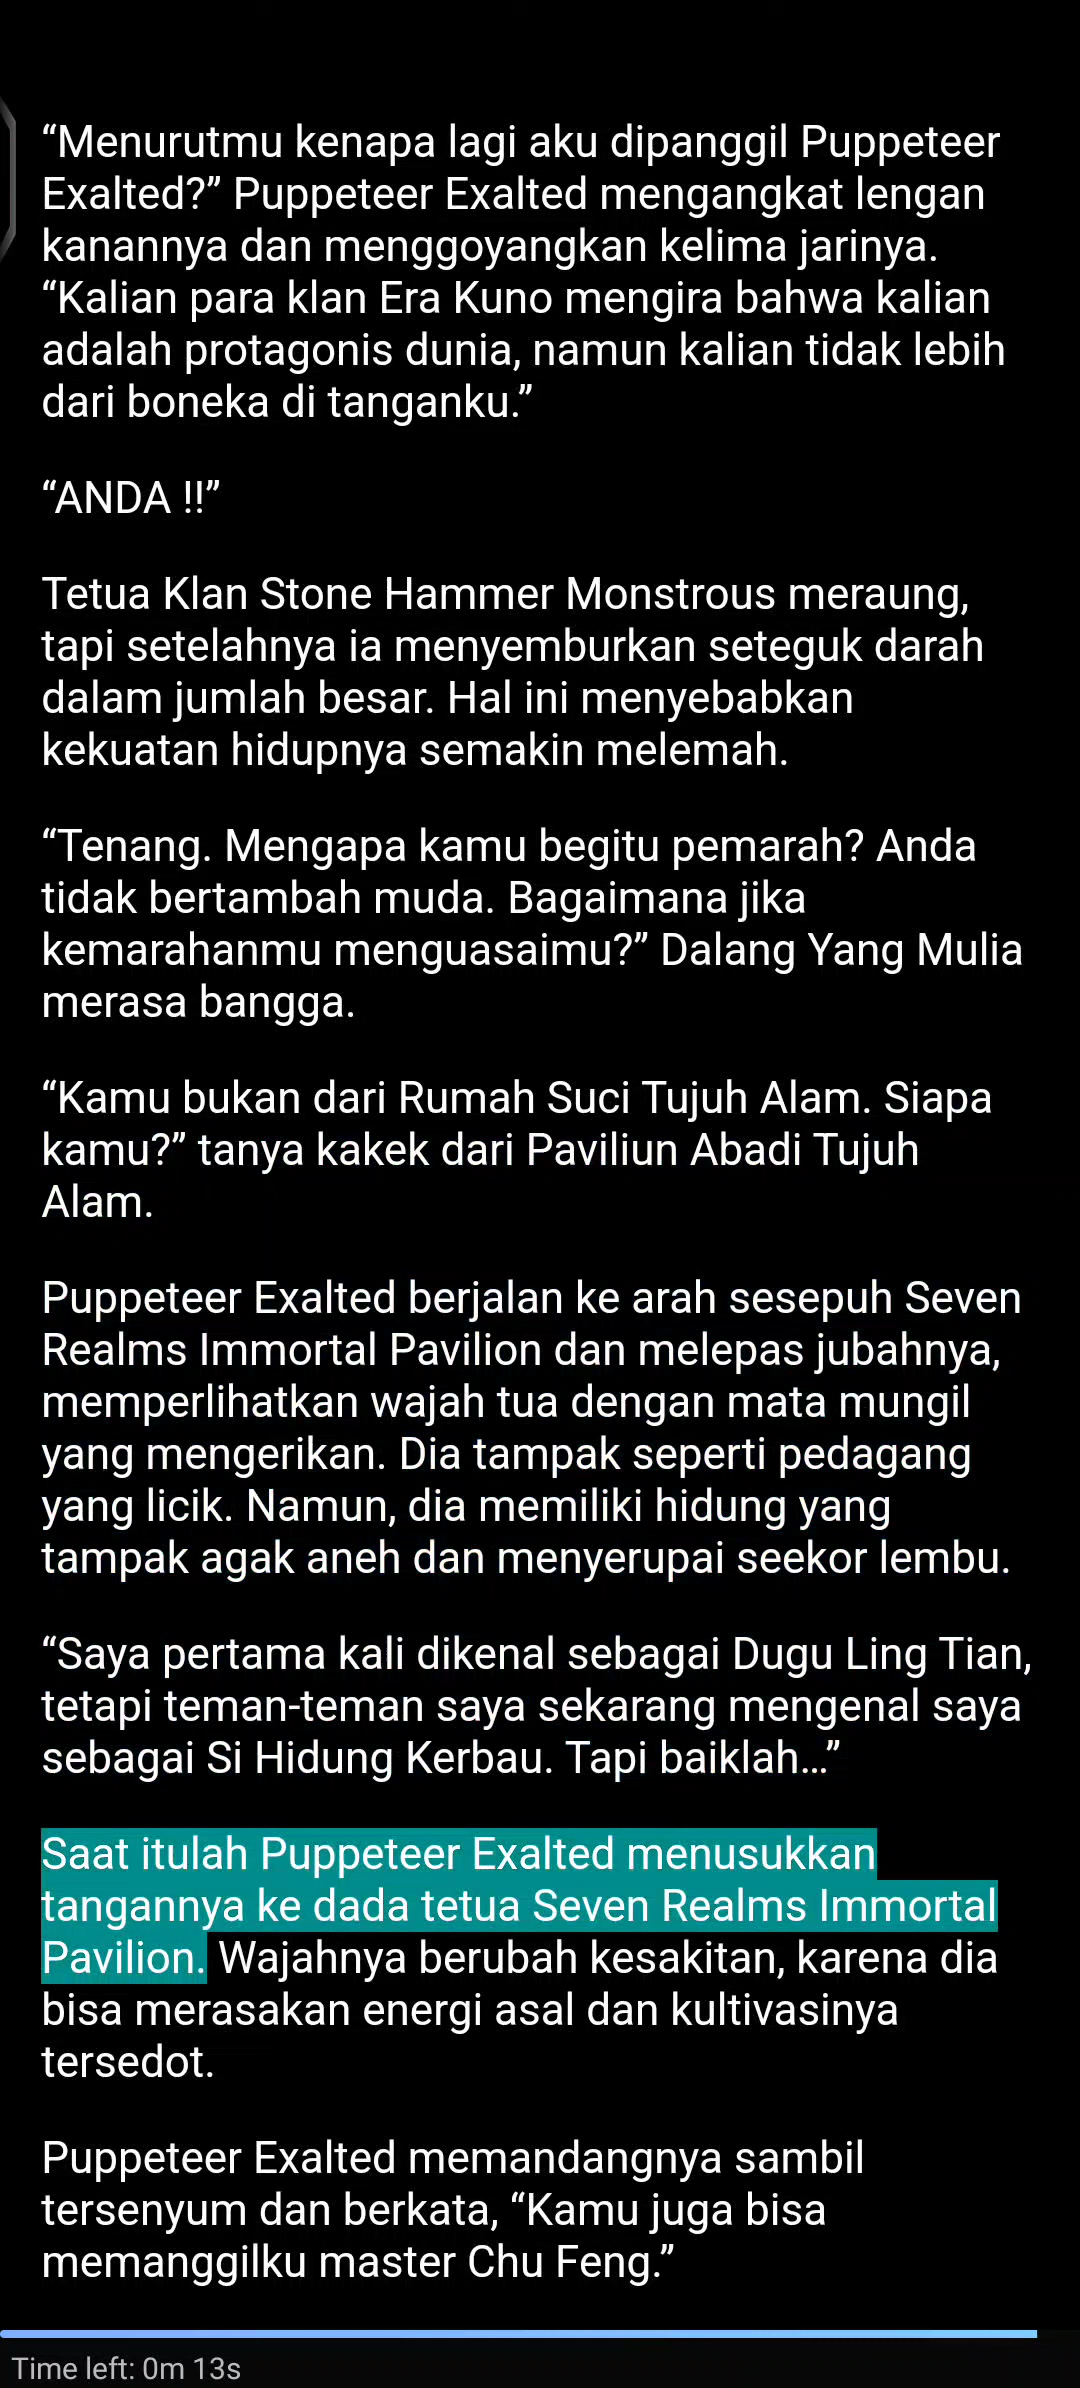 “Menurutmu kenapa lagi aku dipanggil Puppeteer
Exalted?” Puppeteer Exalted mengangkat lengan
kanannya dan menggoyangkan kelima jarinya.
“Kalian para klan Era Kuno mengira bahwa kalian
adalah protagonis dunia, namun kalian tidak lebih
dari boneka di tanganku.”
“ANDA !!”
Tetua Klan Stone Hammer Monstrous meraung,
tapi setelahnya ia menyemburkan seteguk darah
dalam jumlah besar. Hal ini menyebabkan
kekuatan hidupnya semakin melemah.
“Tenang. Mengapa kamu begitu pemarah? Anda
tidak bertambah muda. Bagaimana jika
kemarahanmu menguasaimu?” Dalang Yang Mulia
merasa bangga.
“Kamu bukan dari Rumah Suci Tujuh Alam. Siapa
kamu?” tanya kakek dari Paviliun Abadi Tujuh
Alam.
Puppeteer Exalted berjalan ke arah sesepuh Seven
Realms Immortal Pavilion dan melepas jubahnya,
memperlihatkan wajah tua dengan mata mungil
yang mengerikan. Dia tampak seperti pedagang
yang licik. Namun, dia memiliki hidung yang
tampak agak aneh dan menyerupai seekor lembu.
“Saya pertama kali dikenal sebagai Dugu Ling Tian,
tetapi teman-teman saya sekarang mengenal saya
sebagai Si Hidung Kerbau. Tapi baiklah...”
Saat itulah Puppeteer Exalted menusukkan
tangannya ke dada tetua Seven Realms Immortal
Pavilion. Wajahnya berubah kesakitan, karena dia
bisa merasakan energi asal dan kultivasinya
tersedot.
Puppeteer Exalted memandangnya sambil
tersenyum dan berkata, “Kamu juga bisa
memanggilku master Chu Feng.”
Time left: 0m 13s